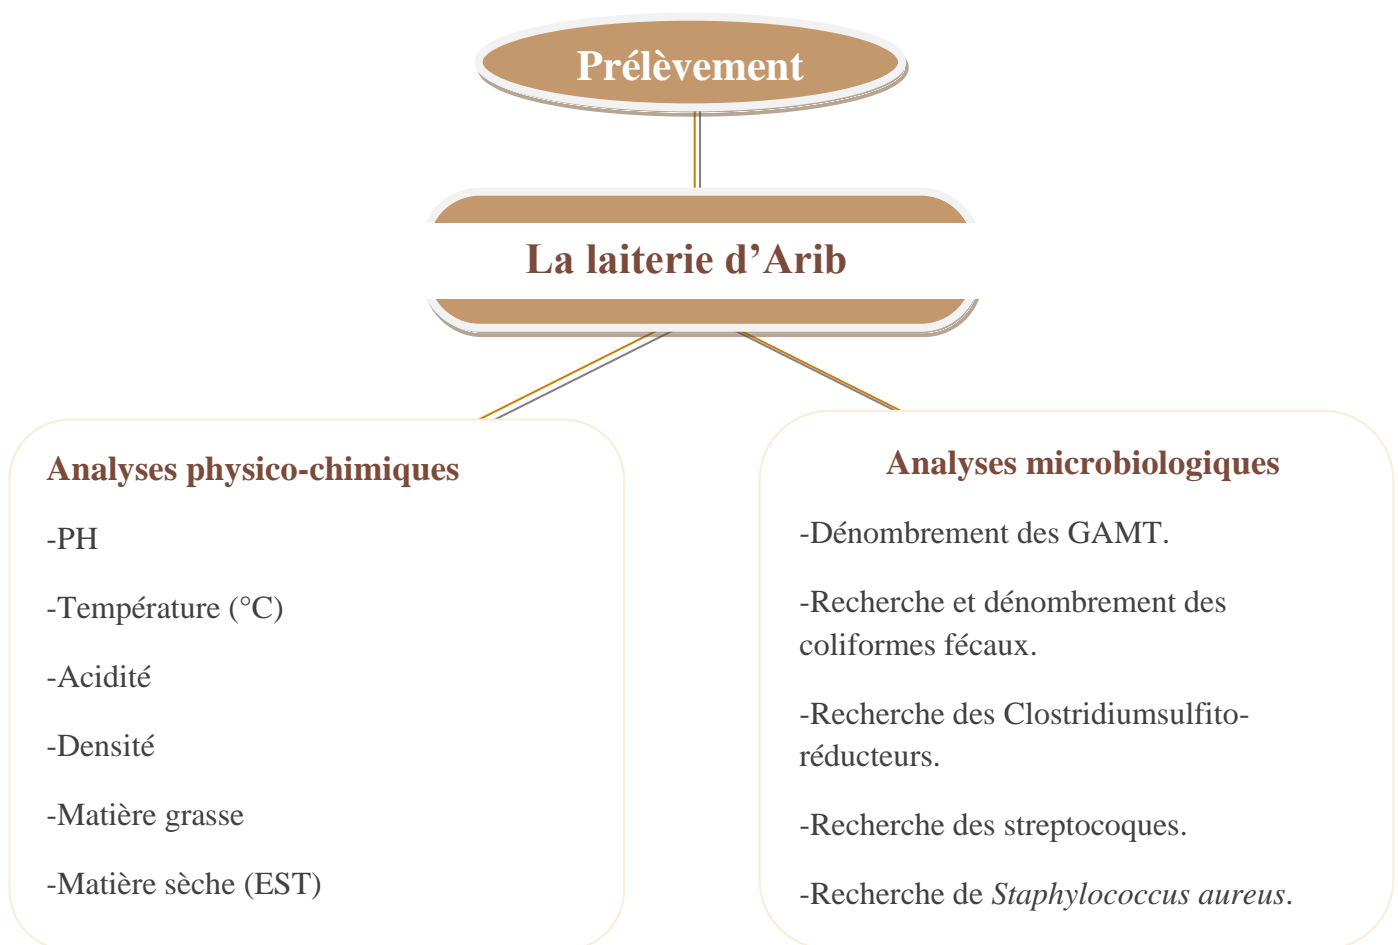 Prélèvement
La laiterie d’Arib
Analyses physico-chimiques
-PH
-Température (°C)
-Acidité
-Densité
-Matière grasse
-Matière sèche (EST)
Analyses microbiologiques
-Dénombrement des GAMT.
-Recherche et dénombrement des
coliformes fécaux.
-Recherche des Clostridiumsulfito-
réducteurs.
-Recherche des streptocoques.
-Recherche de Staphylococcus aureus.